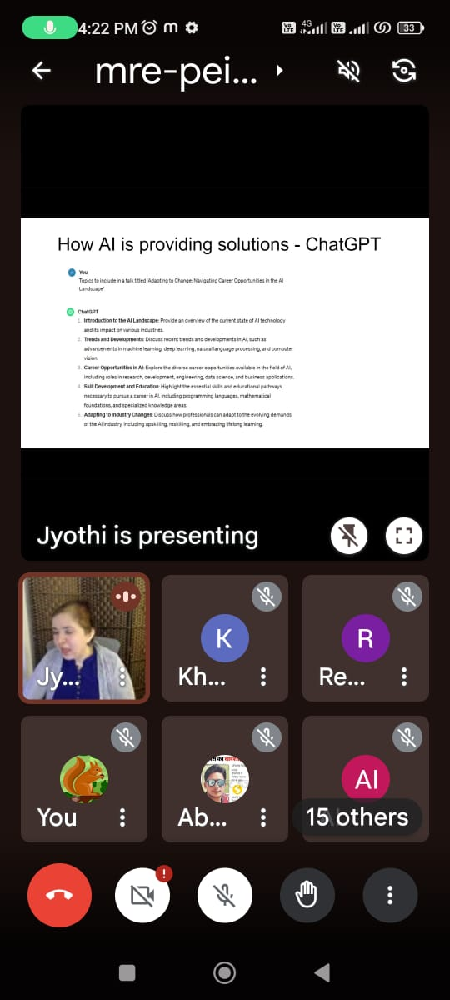 4:22 PM m Vo LTE 4G Vo LTE 33
mre-pei...
How AI is providing solutions - ChatGPT
You
Topics to include in a talk titled 'Adapting to Change: Navigating Career Opportunities in the AI
Landscape'
ChatGPT
1. Introduction to the AI Landscape: Provide an overview of the current state of AI technology
and its impact on various industries.
2. Trends and Developments: Discuss recent trends and developments in AI, such as
advancements in machine learning, deep learning, natural language processing, and computer
vision.
3. Career Opportunities in AI: Explore the diverse career opportunities available in the field of AI,
including roles in research, development, engineering, data science, and business applications.
4. Skill Development and Education: Highlight the essential skills and educational pathways
necessary to pursue a career in AI, including programming languages, mathematical
foundations, and specialized knowledge areas.
5. Adapting to Industry Changes: Discuss how professionals can adapt to the evolving demands
of the AI industry, including upskilling, reskilling, and embracing lifelong learning.
Jyothi is presenting
K
R
Jy...
Kh...
Re...
AI
You
Ab...
15 others